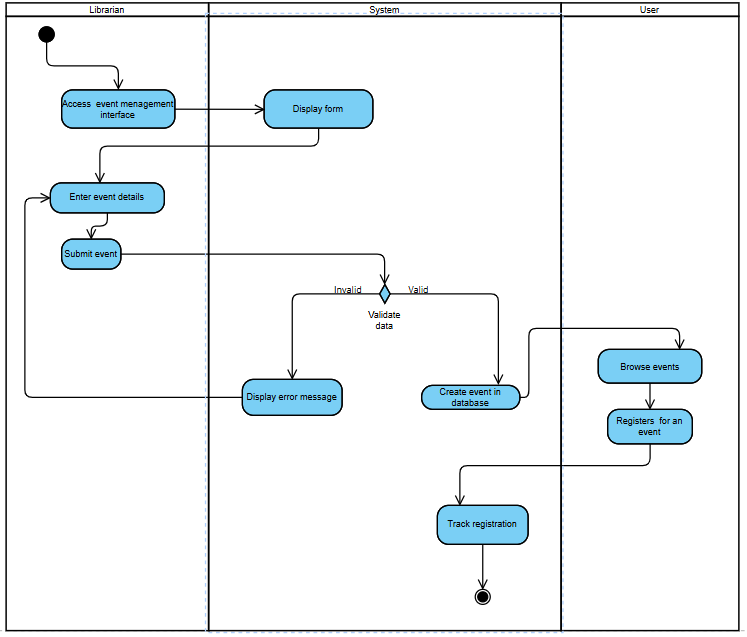 Librarian
System
User
Access event menagement
interface
Display form
Enter event details
Submit event
Invalid
Valid
Validate
data
Browse events
Display error message
Create event in
database
Registers for an
event
Track registration